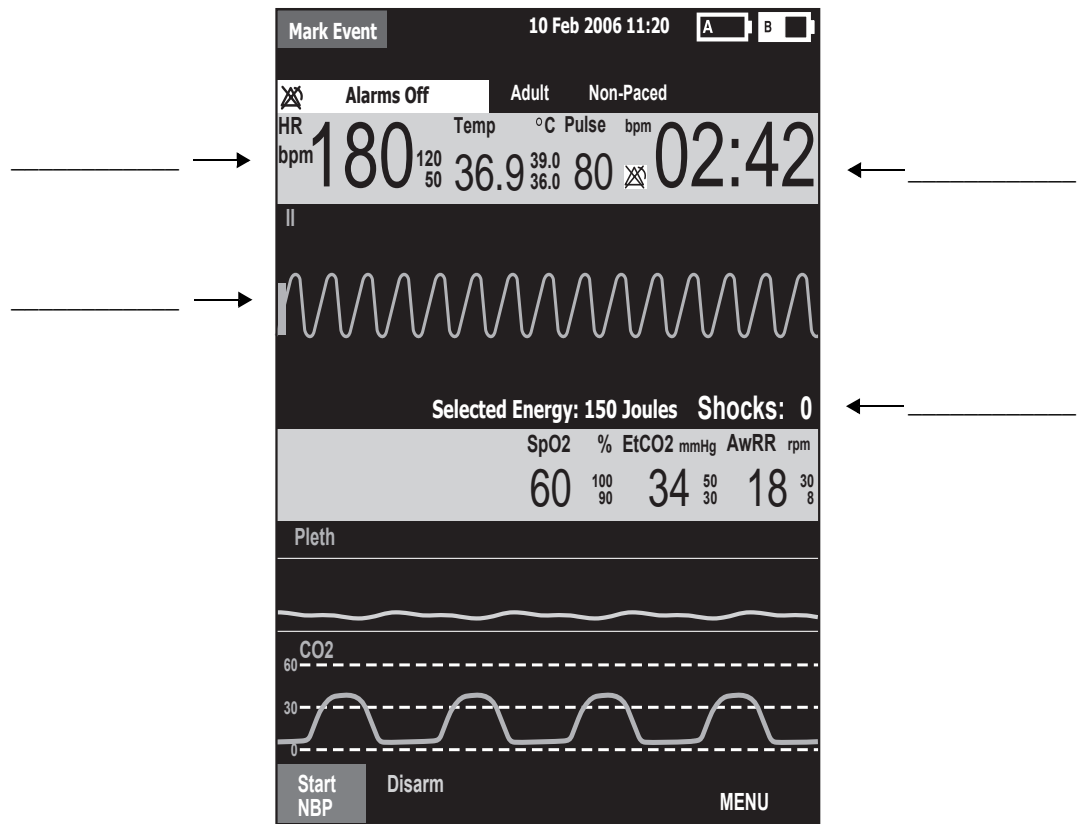 Mark Event 10 Feb 2006 11:20 A B
Alarms Off Adult Non-Paced
HR Temp °C Pulse bpm
bpm 180 120 50 36.9 39.0 36.0 80 02:42
II
Selected Energy: 150 Joules Shocks: 0
SpO2 % EtCO2 mmHg AwRR rpm
60 100 90 34 50 30 18 30 8
Pleth
CO2
60
30
0
Start NBP Disarm MENU